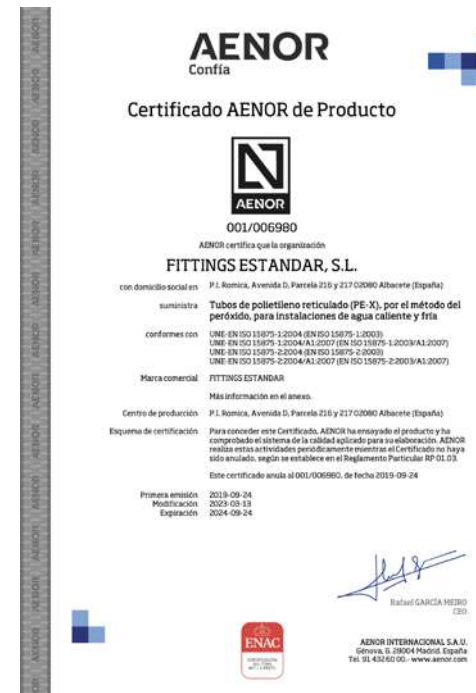 AENOR
Confía
Certificado AENOR de Producto
AENOR
001/006980
AENOR certifica que la organización
FITTINGS ESTANDAR, S.L.
con domicilio social en P.I. Romica, Avenida D, Parcela 216 y 217 02080 Albacete (España)
suministra Tubos de polietileno reticulado (PE-X), por el método del
peróxido, para instalaciones de agua caliente y fría
conformes con UNE-EN ISO 15875-1:2004 (EN ISO 15875-1:2003)
UNE-EN ISO 15875-1:2004/A1:2007 (EN ISO 15875-1:2003/A1:2007)
UNE-EN ISO 15875-2:2004 (EN ISO 15875-2:2003)
UNE-EN ISO 15875-2:2004/A1:2007 (EN ISO 15875-2:2003/A1:2007)
Marca comercial FITTINGS ESTANDAR
Más información en el anexo.
Centro de producción P.I. Romica, Avenida D, Parcela 216 y 217 02080 Albacete (España)
Esquema de certificación Para conceder este Certificado, AENOR ha ensayado el producto y ha
comprobado el sistema de la calidad aplicado para su elaboración. AENOR
realiza estas actividades periódicamente mientras el Certificado no haya
sido anulado, según se establece en el Reglamento Particular RP 01.03.
Este certificado anula al 001/006980, de fecha 2019-09-24
Primera emisión 2019-09-24
Modificación 2023-03-13
Expiración 2024-09-24
Rafael GARCÍA MEIRO
CEO
ENAC
AENOR INTERNACIONAL S.A.U.
Génova, 6. 28004 Madrid. España
Tel. 91 432 60 00.- www.aenor.com